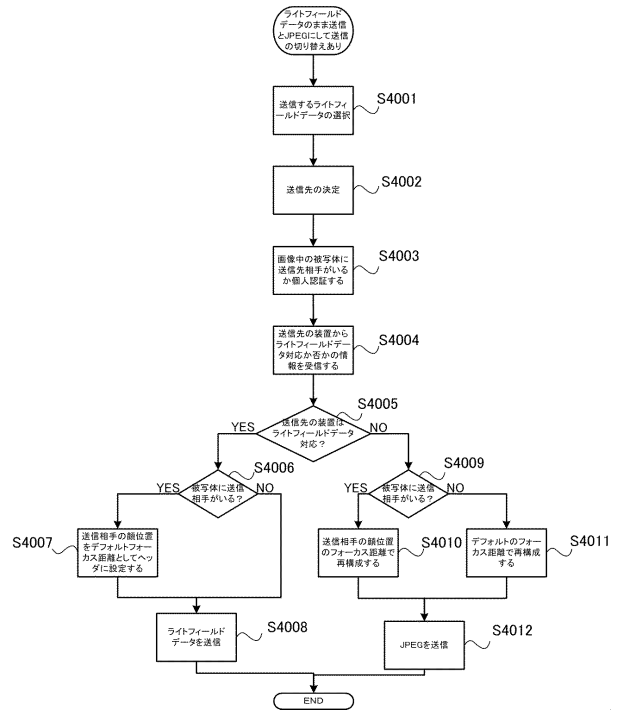 ライトフィールド
データのまま送信
とJPEGにして送信
の切り替えあり
送信するライトフィ
ールドデータの選択
S4001
送信先の決定
S4002
画像中の被写体に
送信先相手がいる
か個人認証する
S4003
送信先の装置から
ライトフィールドデー
タ対応か否かの情
報を受信する
S4004
送信先の装置は
ライトフィールドデータ
対応？
S4005
YES
NO
被写体に送信
相手がいる？
S4006
YES
NO
被写体に送信
相手がいる？
S4009
YES
NO
送信相手の顔位置
をデフォルトフォー
カス距離としてヘッ
ダに設定する
S4007
送信相手の顔位置
のフォーカス距離で
再構成する
S4010
デフォルトのフォー
カス距離で再構成
する
S4011
ライトフィールド
データを送信
S4008
JPEGを送信
S4012
END